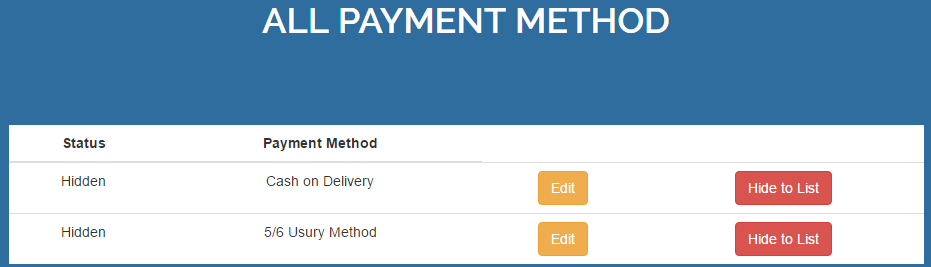 ALL PAYMENT METHOD
Status Payment Method
Hidden Cash on Delivery Edit Hide to List
Hidden 5/6 Usury Method Edit Hide to List